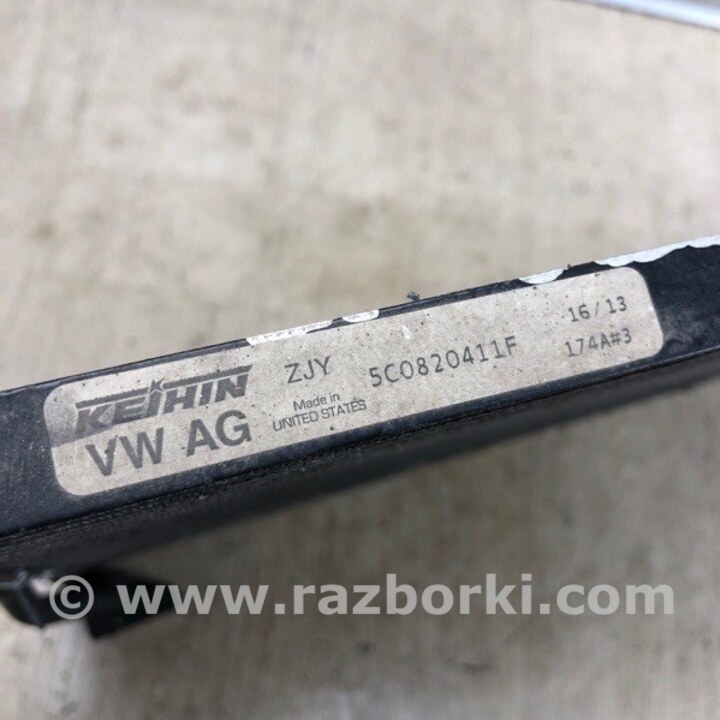 KEIHIN ZJY 5C0820411F 16/13
VW AG Made in 174A#3
UNITED STATES
© www.razborki.com